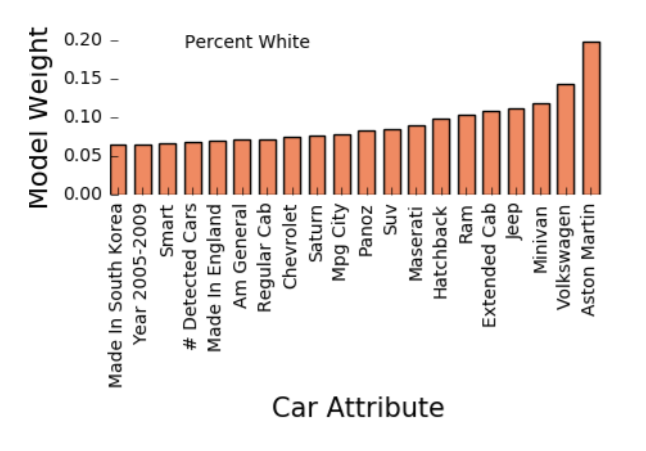 Percent White
Model Weight
0.20
0.15
0.10
0.05
0.00
Made In South Korea
Year 2005-2009
Smart
# Detected Cars
Made In England
Am General
Regular Cab
Chevrolet
Saturn
Mpg City
Panoz
Suv
Maserati
Hatchback
Ram
Extended Cab
Jeep
Minivan
Volkswagen
Aston Martin
Car Attribute